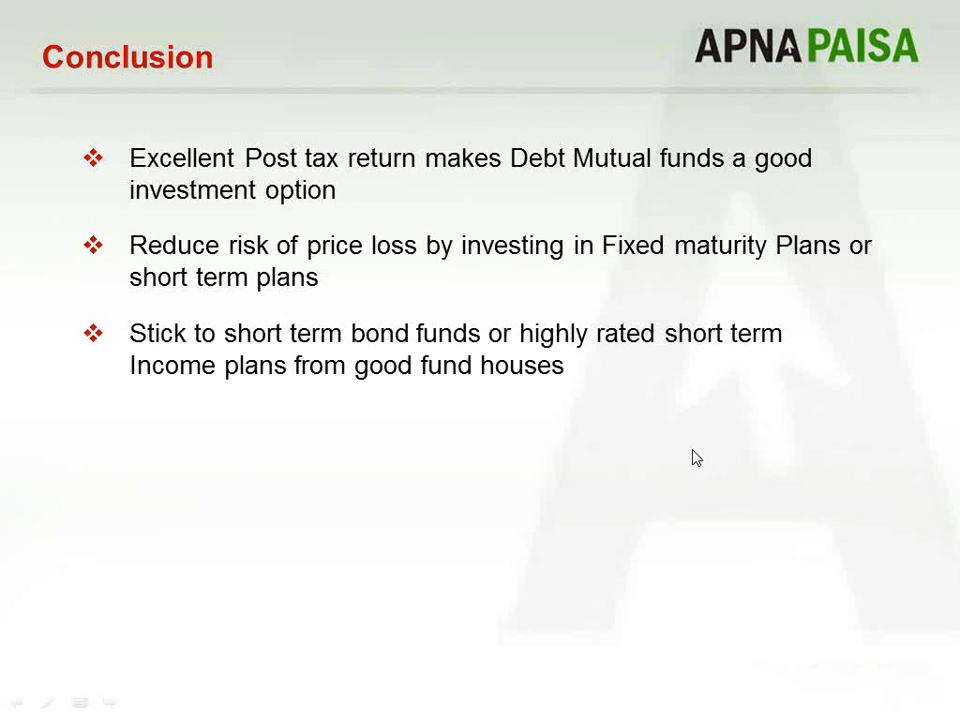 Conclusion
APNAPAISA
Excellent Post tax return makes Debt Mutual funds a good
investment option
Reduce risk of price loss by investing in Fixed maturity Plans or
short term plans
Stick to short term bond funds or highly rated short term
Income plans from good fund houses